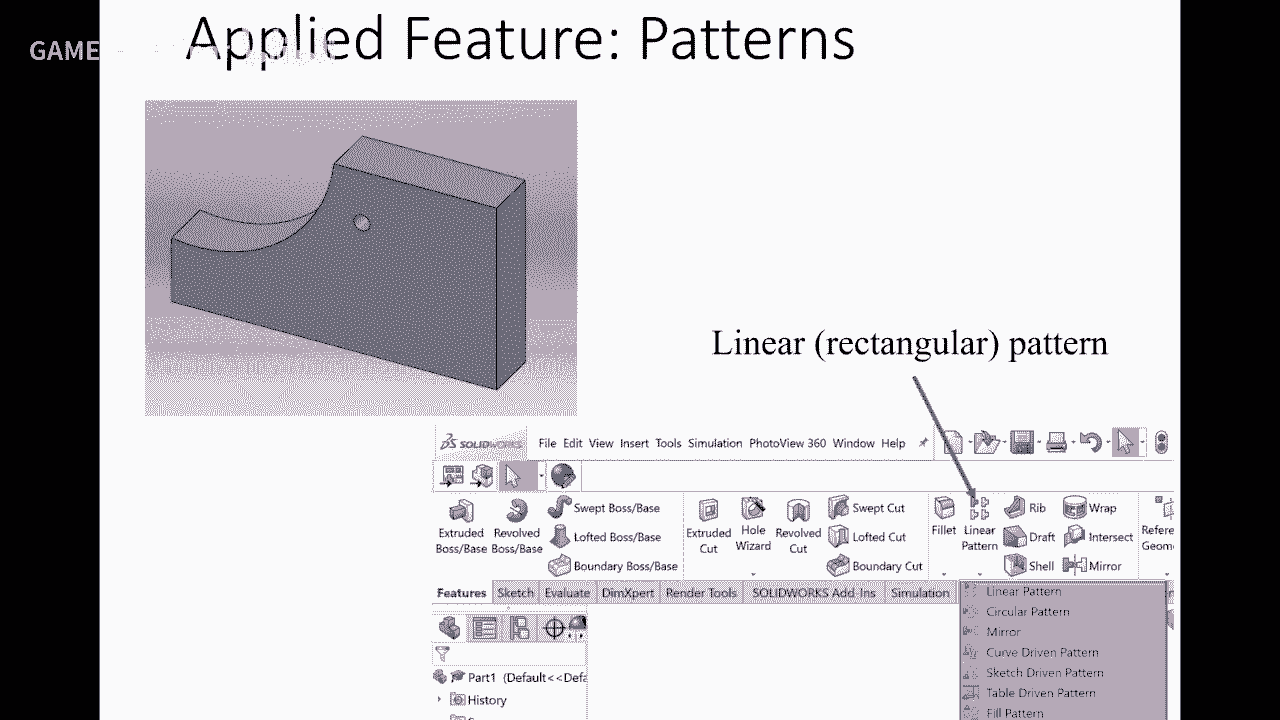 Applied Feature: Patterns
GAME
Linear (rectangular) pattern
DS SOLIDWORKS File Edit View Insert Tools Simulation PhotoView 360 Window Help
Extruded Boss/Base
Revolved Boss/Base
Swept Boss/Base
Lofted Boss/Base
Boundary Boss/Base
Extruded Cut
Hole Wizard
Revolved Cut
Swept Cut
Lofted Cut
Boundary Cut
Fillet
Linear Pattern
Rib
Draft
Shell
Wrap
Intersect
Mirror
Refere
Geom
Features Sketch Evaluate DimXpert Render Tools SOLIDWORKS Add-Ins Simulation
Linear Pattern
Circular Pattern
Mirror
Curve Driven Pattern
Sketch Driven Pattern
Table Driven Pattern
Fill Pattern
Part1 (Default<<Defa
History